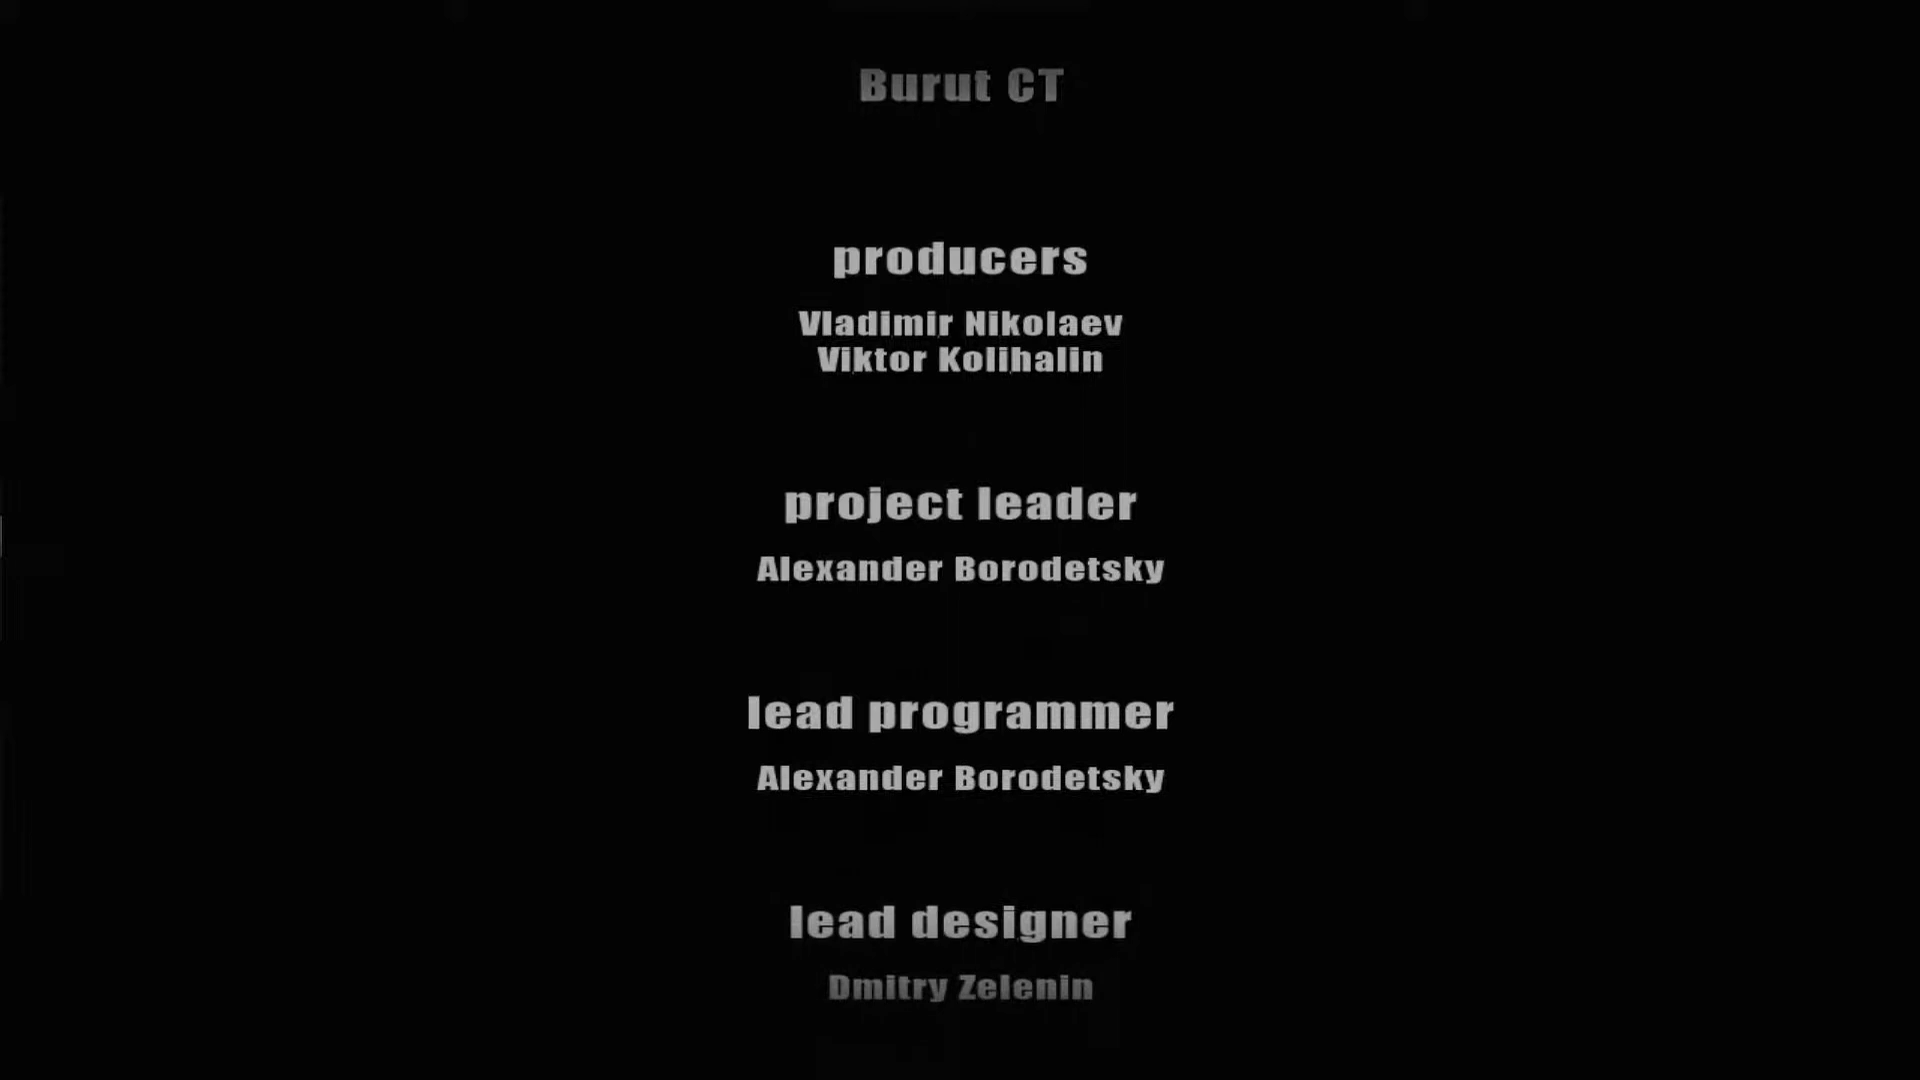 Burut CT
producers
Vladimir Nikolaev
Viktor Kolihalin
project leader
Alexander Borodetsky
lead programmer
Alexander Borodetsky
lead designer
Dmitry Zelenin